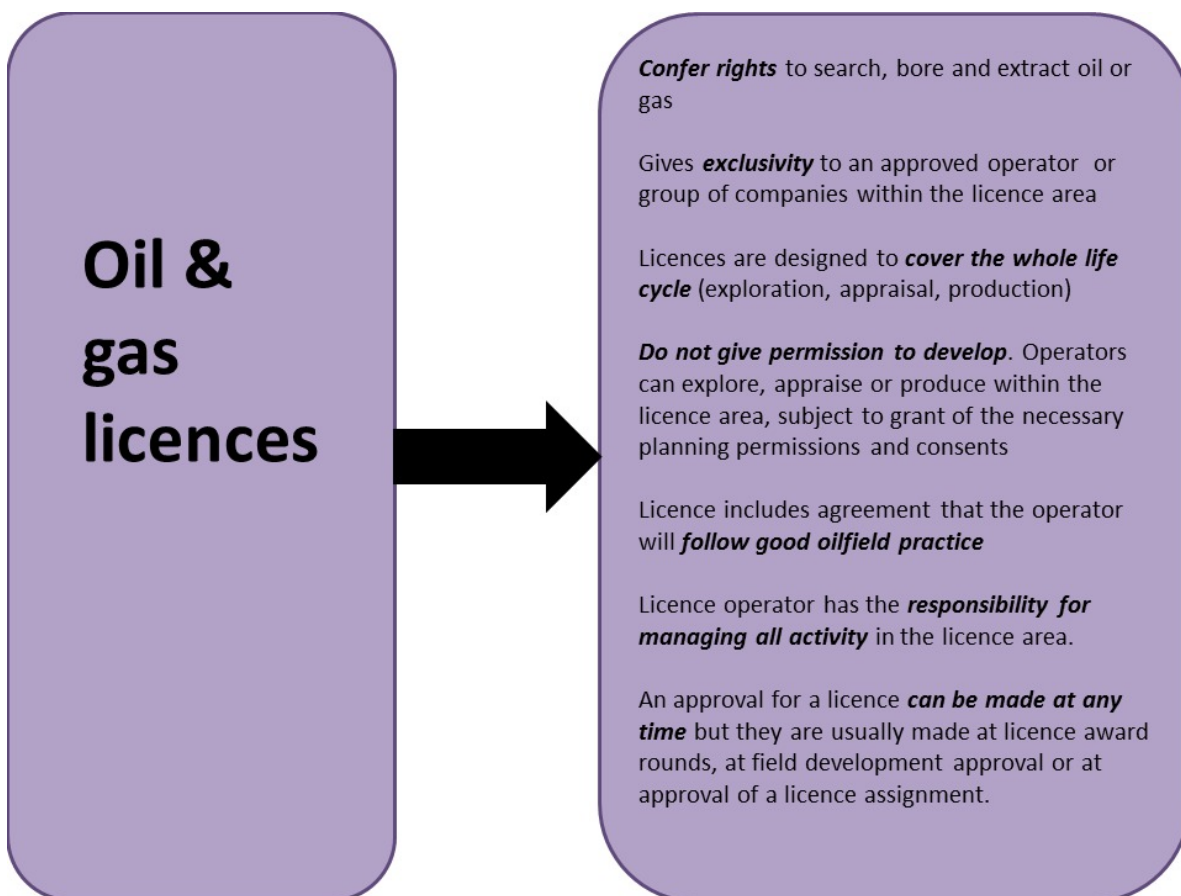 Oil &
gas
licences
Confer rights to search, bore and extract oil or
gas
Gives exclusivity to an approved operator or
group of companies within the licence area
Licences are designed to cover the whole life
cycle (exploration, appraisal, production)
Do not give permission to develop. Operators
can explore, appraise or produce within the
licence area, subject to grant of the necessary
planning permissions and consents
Licence includes agreement that the operator
will follow good oilfield practice
Licence operator has the responsibility for
managing all activity in the licence area.
An approval for a licence can be made at any
time but they are usually made at licence award
rounds, at field development approval or at
approval of a licence assignment.